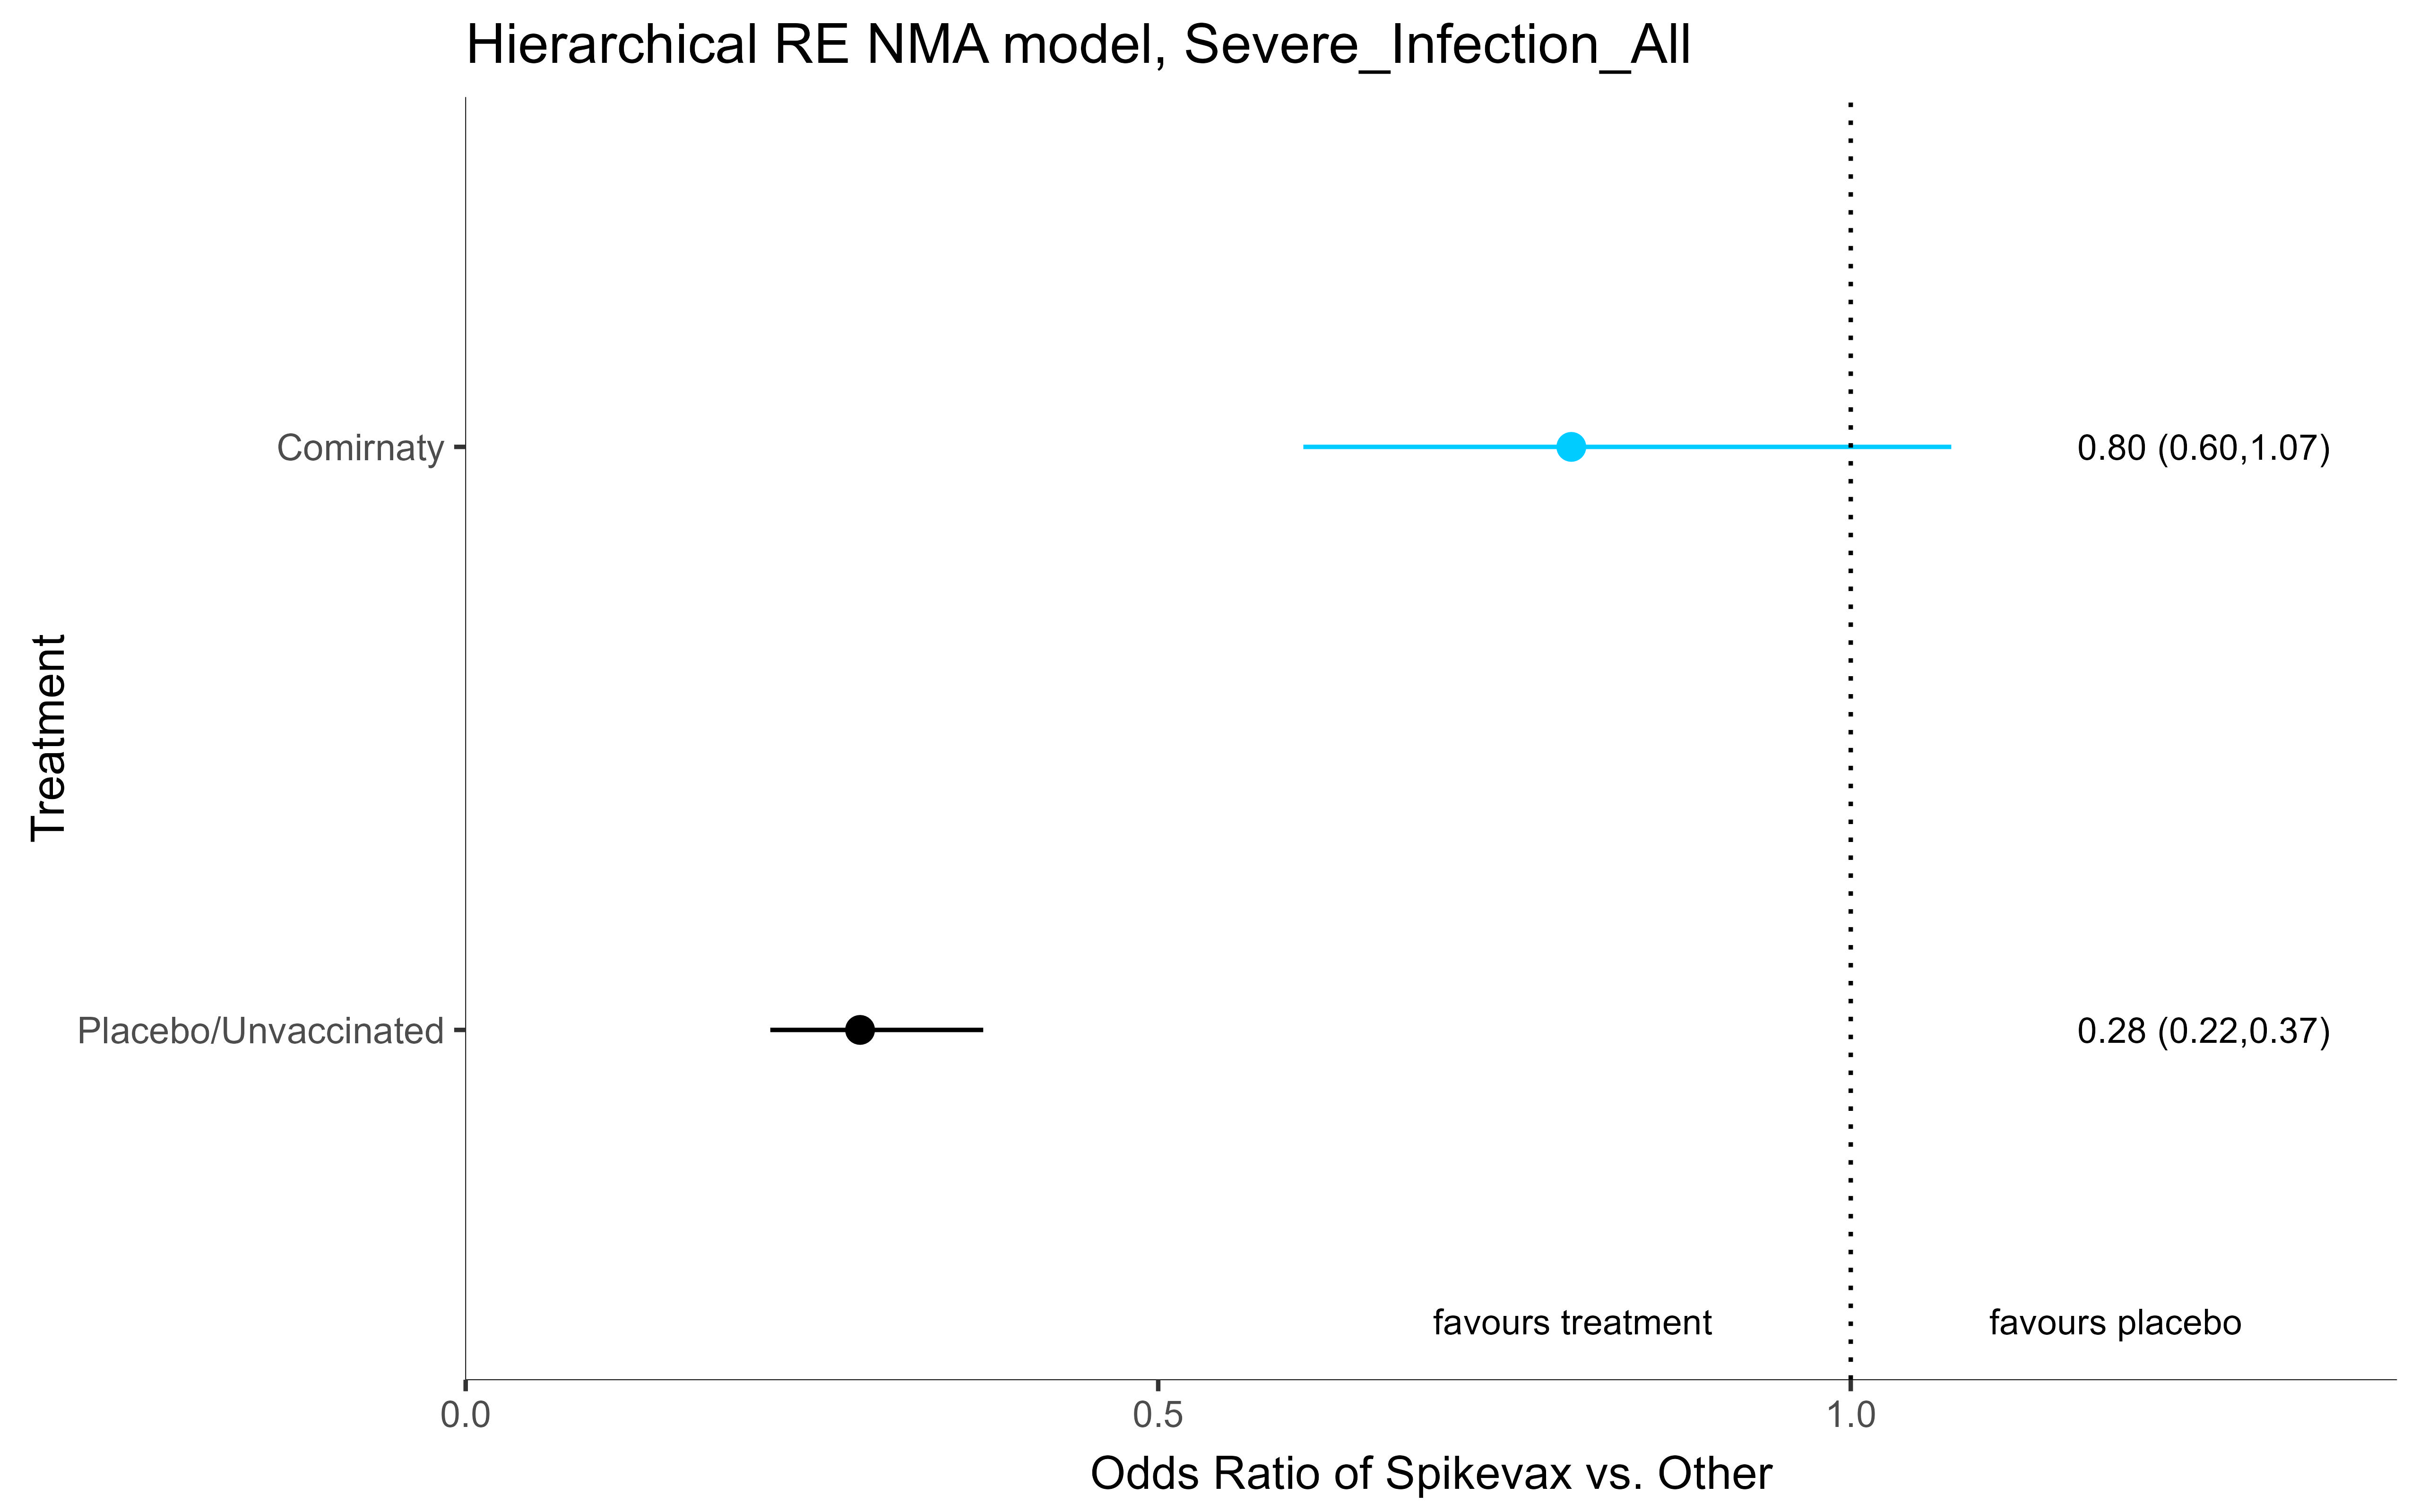 Hierarchical RE NMA model, Severe_Infection_All
Treatment
Comirnaty
0.80 (0.60,1.07)
Placebo/Unvaccinated
0.28 (0.22,0.37)
favours treatment
favours placebo
0.0
0.5
1.0
Odds Ratio of Spikevax vs. Other